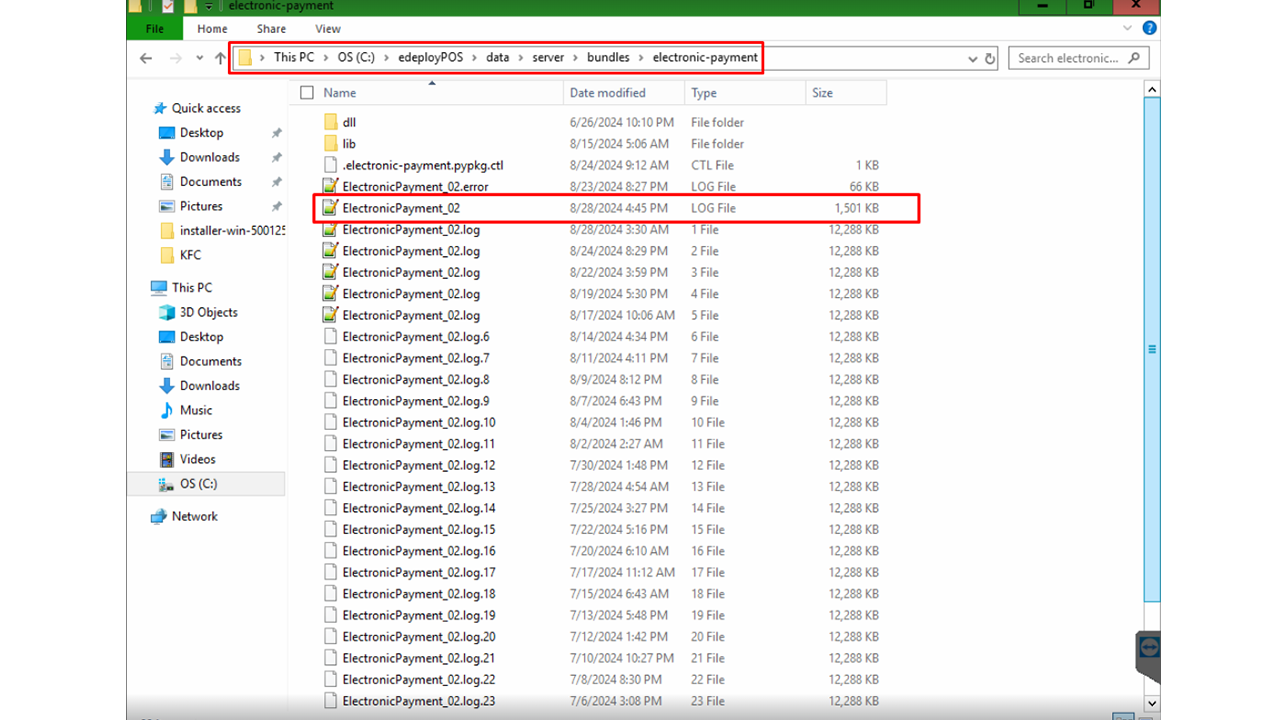 electronic-payment
File Home Share View
This PC OS (C:) edeployPOS data server bundles electronic-payment Search electronic...
Name Date modified Type Size
Quick access
Desktop
Downloads
Documents
Pictures
installer-win-500125
KFC
This PC
3D Objects
Desktop
Documents
Downloads
Music
Pictures
Videos
OS (C:)
Network
dll 6/26/2024 10:10 PM File folder
lib 8/15/2024 5:06 AM File folder
.electronic-payment.pypkg.ctl 8/24/2024 9:12 AM CTL File 1 KB
ElectronicPayment_02.error 8/23/2024 8:27 PM LOG File 66 KB
ElectronicPayment_02 8/28/2024 4:45 PM LOG File 1,501 KB
ElectronicPayment_02.log 8/28/2024 3:30 AM 1 File 12,288 KB
ElectronicPayment_02.log 8/24/2024 8:29 PM 2 File 12,288 KB
ElectronicPayment_02.log 8/22/2024 3:59 PM 3 File 12,288 KB
ElectronicPayment_02.log 8/19/2024 5:30 PM 4 File 12,288 KB
ElectronicPayment_02.log 8/17/2024 10:06 AM 5 File 12,288 KB
ElectronicPayment_02.log.6 8/14/2024 4:34 PM 6 File 12,288 KB
ElectronicPayment_02.log.7 8/11/2024 4:11 PM 7 File 12,288 KB
ElectronicPayment_02.log.8 8/9/2024 8:12 PM 8 File 12,288 KB
ElectronicPayment_02.log.9 8/7/2024 6:43 PM 9 File 12,288 KB
ElectronicPayment_02.log.10 8/4/2024 1:46 PM 10 File 12,288 KB
ElectronicPayment_02.log.11 8/2/2024 2:27 AM 11 File 12,288 KB
ElectronicPayment_02.log.12 7/30/2024 1:48 PM 12 File 12,288 KB
ElectronicPayment_02.log.13 7/28/2024 4:54 AM 13 File 12,288 KB
ElectronicPayment_02.log.14 7/25/2024 3:27 PM 14 File 12,288 KB
ElectronicPayment_02.log.15 7/22/2024 5:16 PM 15 File 12,288 KB
ElectronicPayment_02.log.16 7/20/2024 6:10 AM 16 File 12,288 KB
ElectronicPayment_02.log.17 7/17/2024 11:12 AM 17 File 12,288 KB
ElectronicPayment_02.log.18 7/15/2024 6:43 AM 18 File 12,288 KB
ElectronicPayment_02.log.19 7/13/2024 5:48 PM 19 File 12,288 KB
ElectronicPayment_02.log.20 7/12/2024 1:42 PM 20 File 12,288 KB
ElectronicPayment_02.log.21 7/10/2024 10:27 PM 21 File 12,288 KB
ElectronicPayment_02.log.22 7/8/2024 8:30 PM 22 File 12,288 KB
ElectronicPayment_02.log.23 7/6/2024 3:08 PM 23 File 12,288 KB